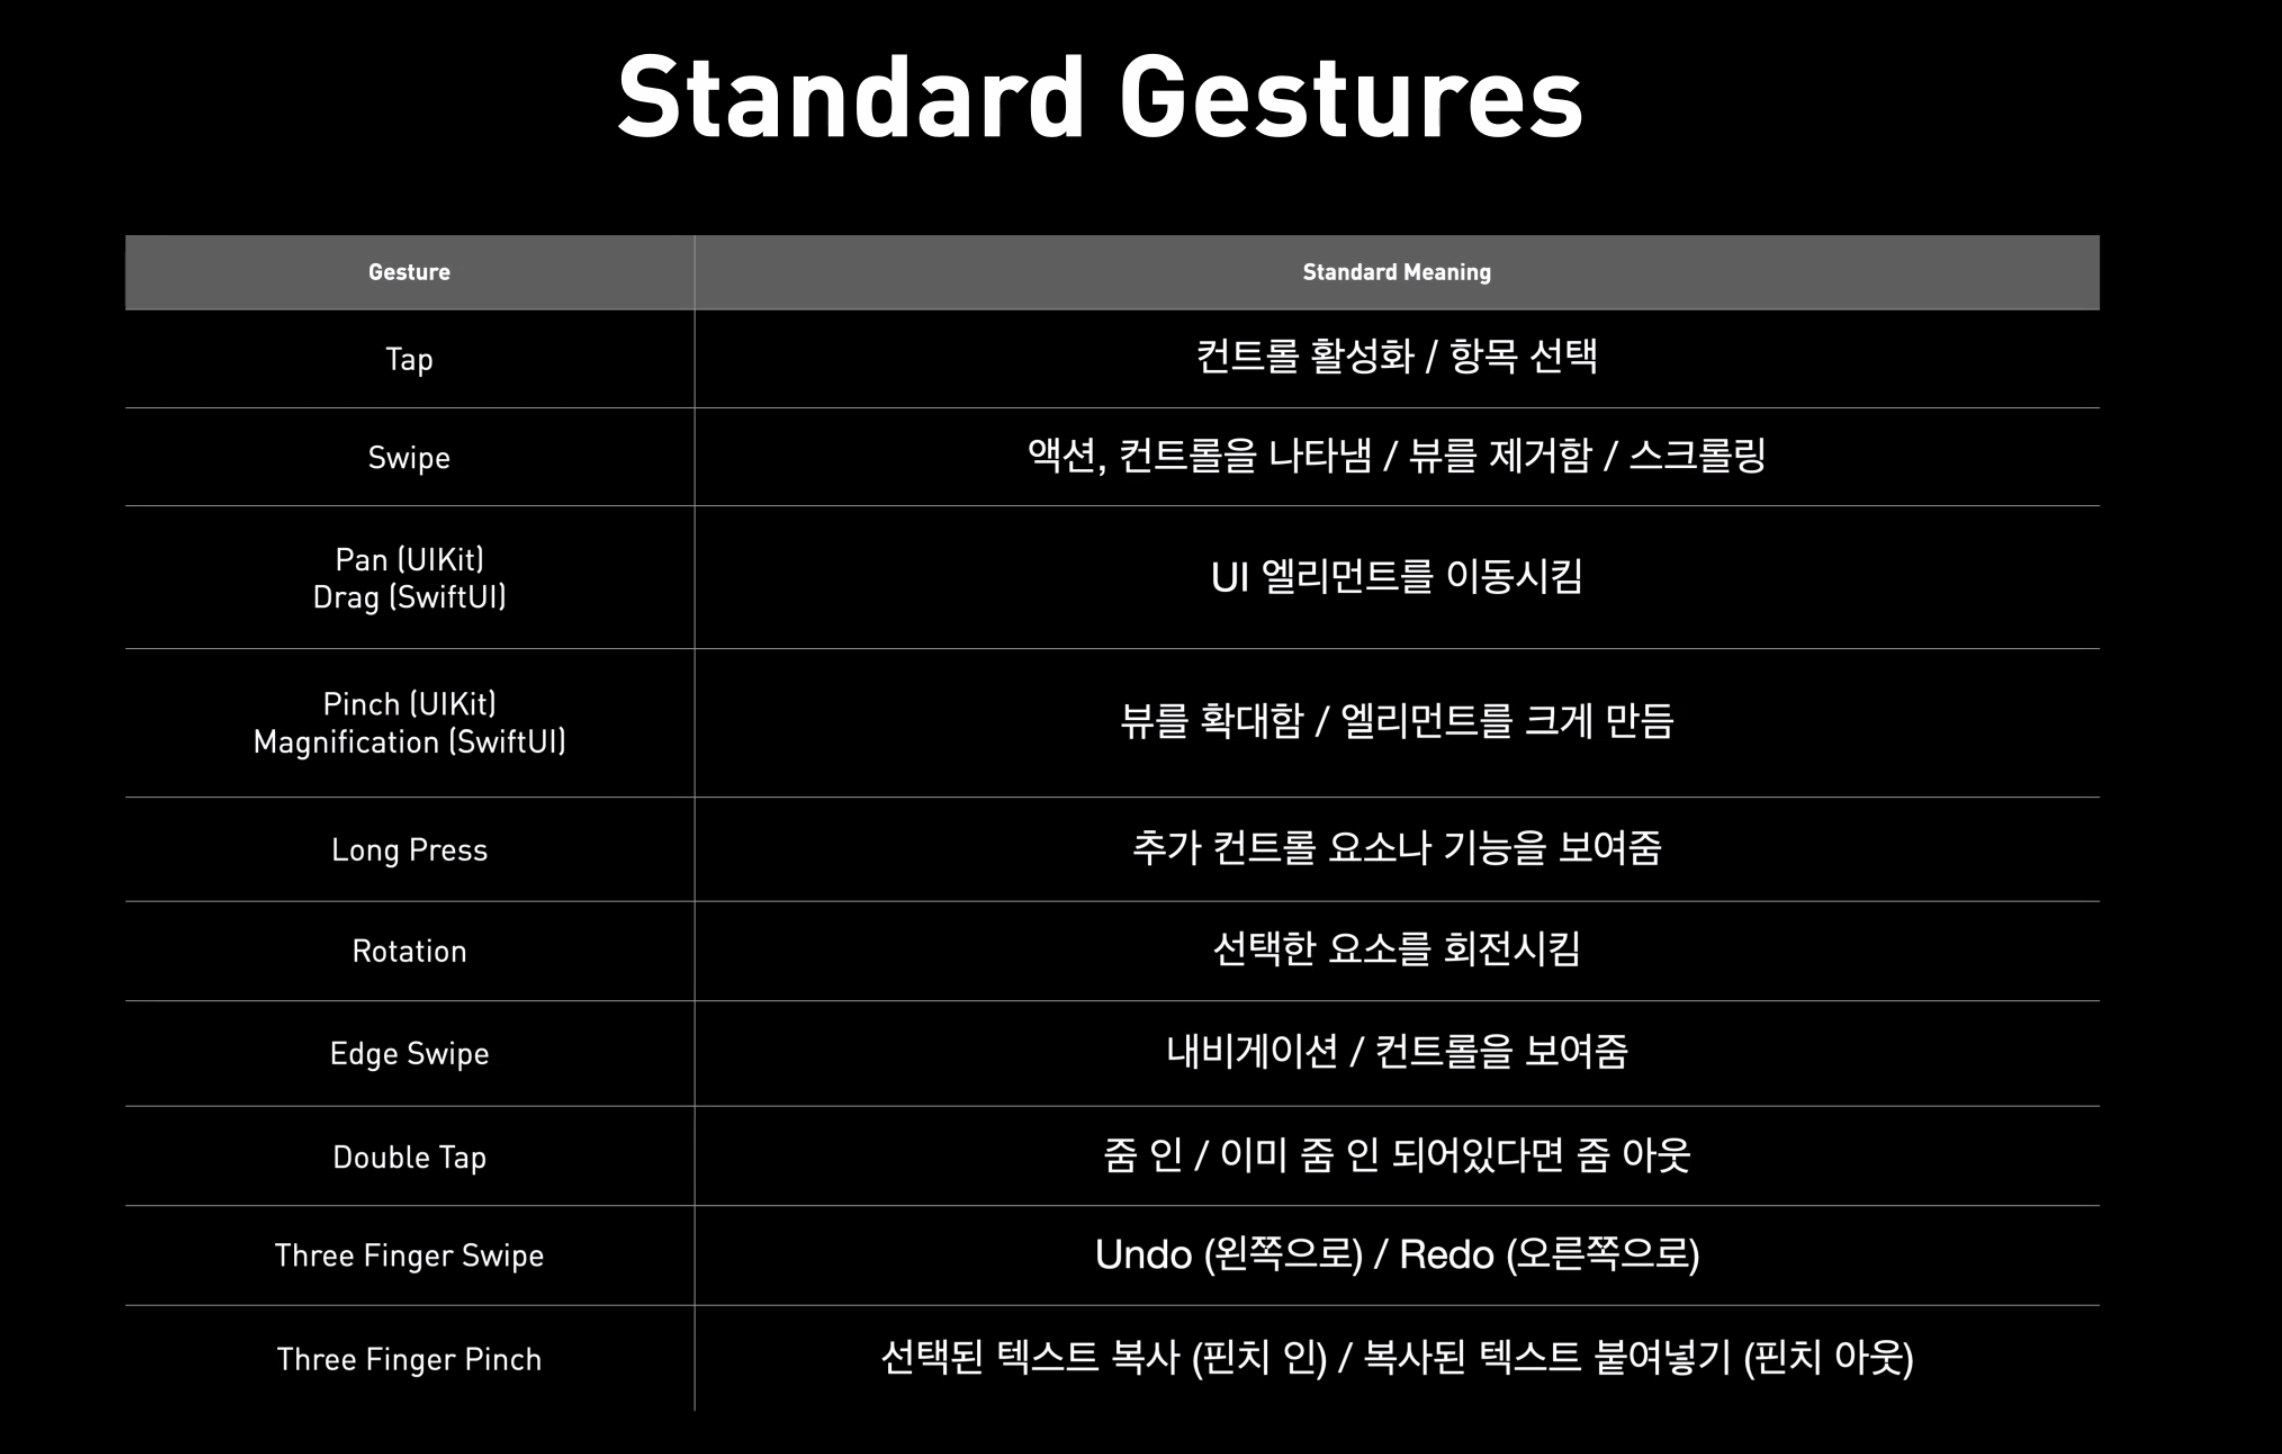 Standard Gestures
Gesture
Standard Meaning
Tap
컨트롤 활성화 / 항목 선택
Swipe
액션, 컨트롤을 나타냄 / 뷰를 제거함 / 스크롤링
Pan (UIKit)
Drag (SwiftUI)
UI 엘리먼트를 이동시킴
Pinch (UIKit)
Magnification (SwiftUI)
뷰를 확대함 / 엘리먼트를 크게 만듬
Long Press
추가 컨트롤 요소나 기능을 보여줌
Rotation
선택한 요소를 회전시킴
Edge Swipe
내비게이션 / 컨트롤을 보여줌
Double Tap
줌 인 / 이미 줌 인 되어있다면 줌 아웃
Three Finger Swipe
Undo (왼쪽으로) / Redo (오른쪽으로)
Three Finger Pinch
선택된 텍스트 복사 (핀치 인) / 복사된 텍스트 붙여넣기 (핀치 아웃)